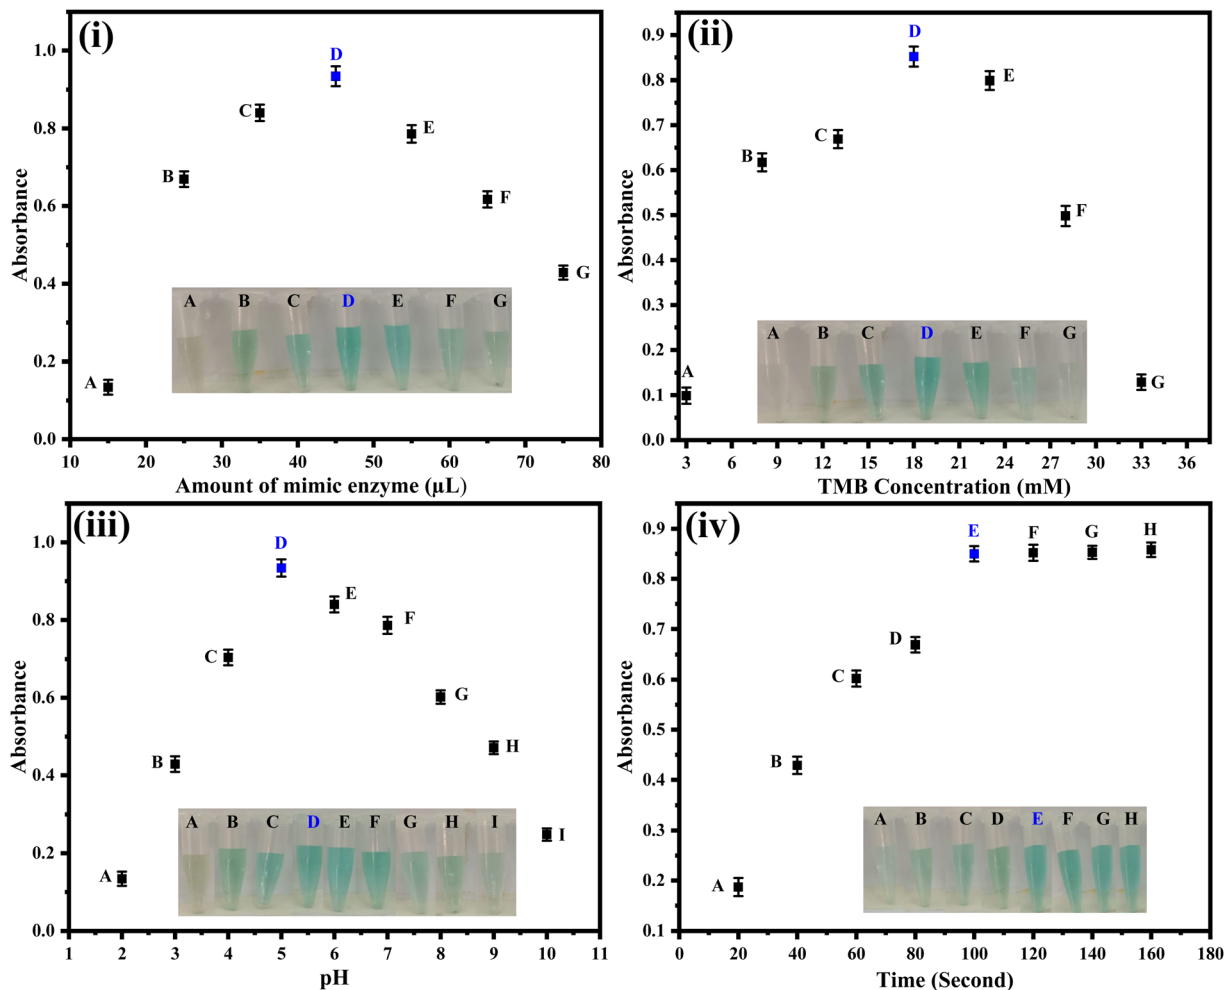 (i)
1.0
0.8
0.6
0.4
0.2
0.0
Absorbance
A
B
C
D
E
F
G
A B C D E F G
10 20 30 40 50 60 70 80
Amount of mimic enzyme (μL)
(ii)
0.9
0.8
0.7
0.6
0.5
0.4
0.3
0.2
0.1
0.0
Absorbance
A
B
C
D
E
F
G
A B C D E F G
3 6 9 12 15 18 21 24 27 30 33 36
TMB Concentration (mM)
(iii)
1.0
0.8
0.6
0.4
0.2
0.0
Absorbance
A
B
C
D
E
F
G
H
I
A B C D E F G H I
1 2 3 4 5 6 7 8 9 10 11
pH
(iv)
0.9
0.8
0.7
0.6
0.5
0.4
0.3
0.2
0.1
Absorbance
A
B
C
D
E
F
G
H
A B C D E F G H
0 20 40 60 80 100 120 140 160 180
Time (Second)